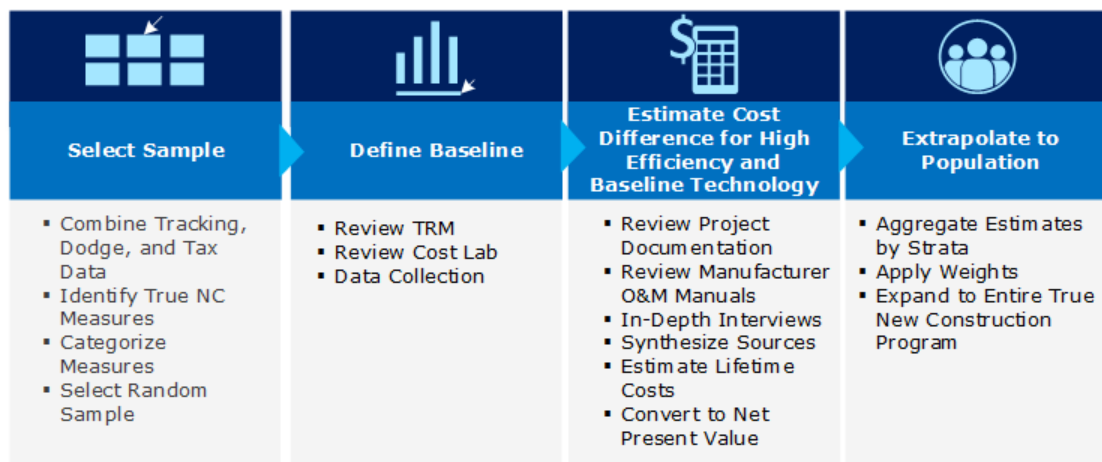 Select Sample
▪ Combine Tracking,
Dodge, and Tax
Data
▪ Identify True NC
Measures
▪ Categorize
Measures
▪ Select Random
Sample
Define Baseline
▪ Review TRM
▪ Review Cost Lab
▪ Data Collection
$
Estimate Cost
Difference for High
Efficiency and
Baseline Technology
▪ Review Project
Documentation
▪ Review Manufacturer
O&M Manuals
▪ In-Depth Interviews
▪ Synthesize Sources
▪ Estimate Lifetime
Costs
▪ Convert to Net
Present Value
Extrapolate to
Population
▪ Aggregate Estimates
by Strata
▪ Apply Weights
▪ Expand to Entire True
New Construction
Program